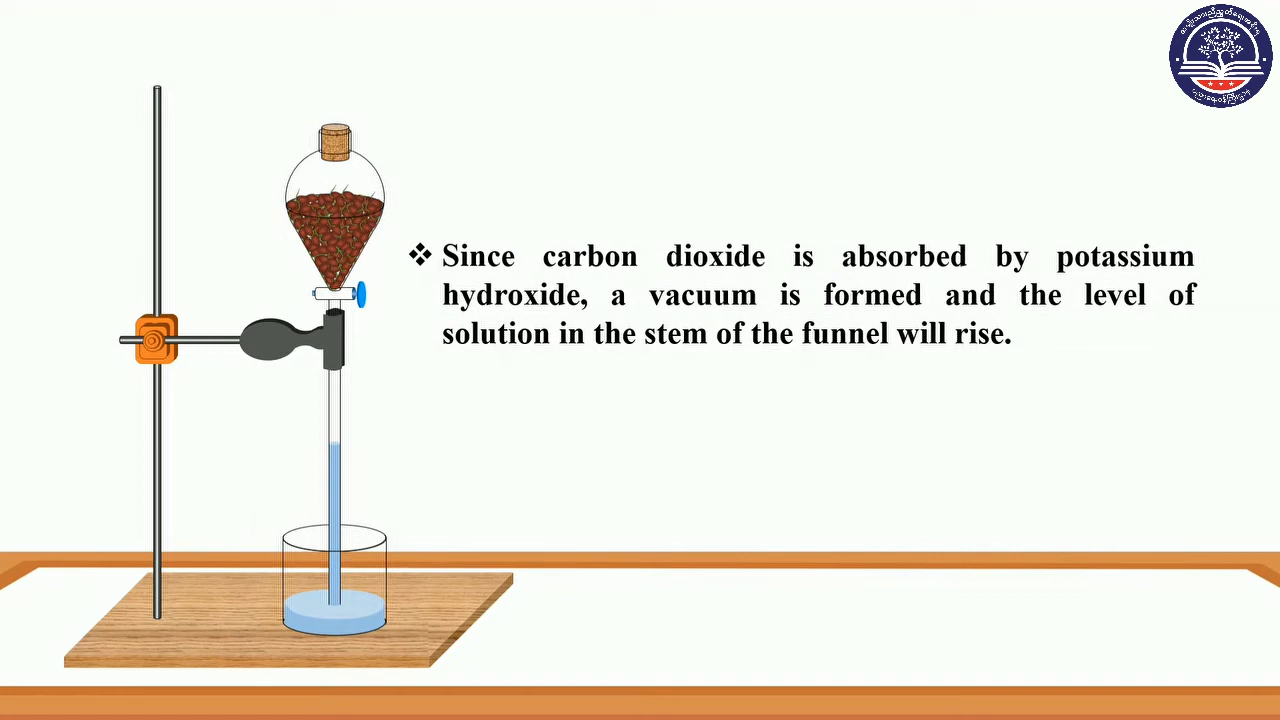 ❖ Since carbon dioxide is absorbed by potassium
hydroxide, a vacuum is formed and the level of
solution in the stem of the funnel will rise.